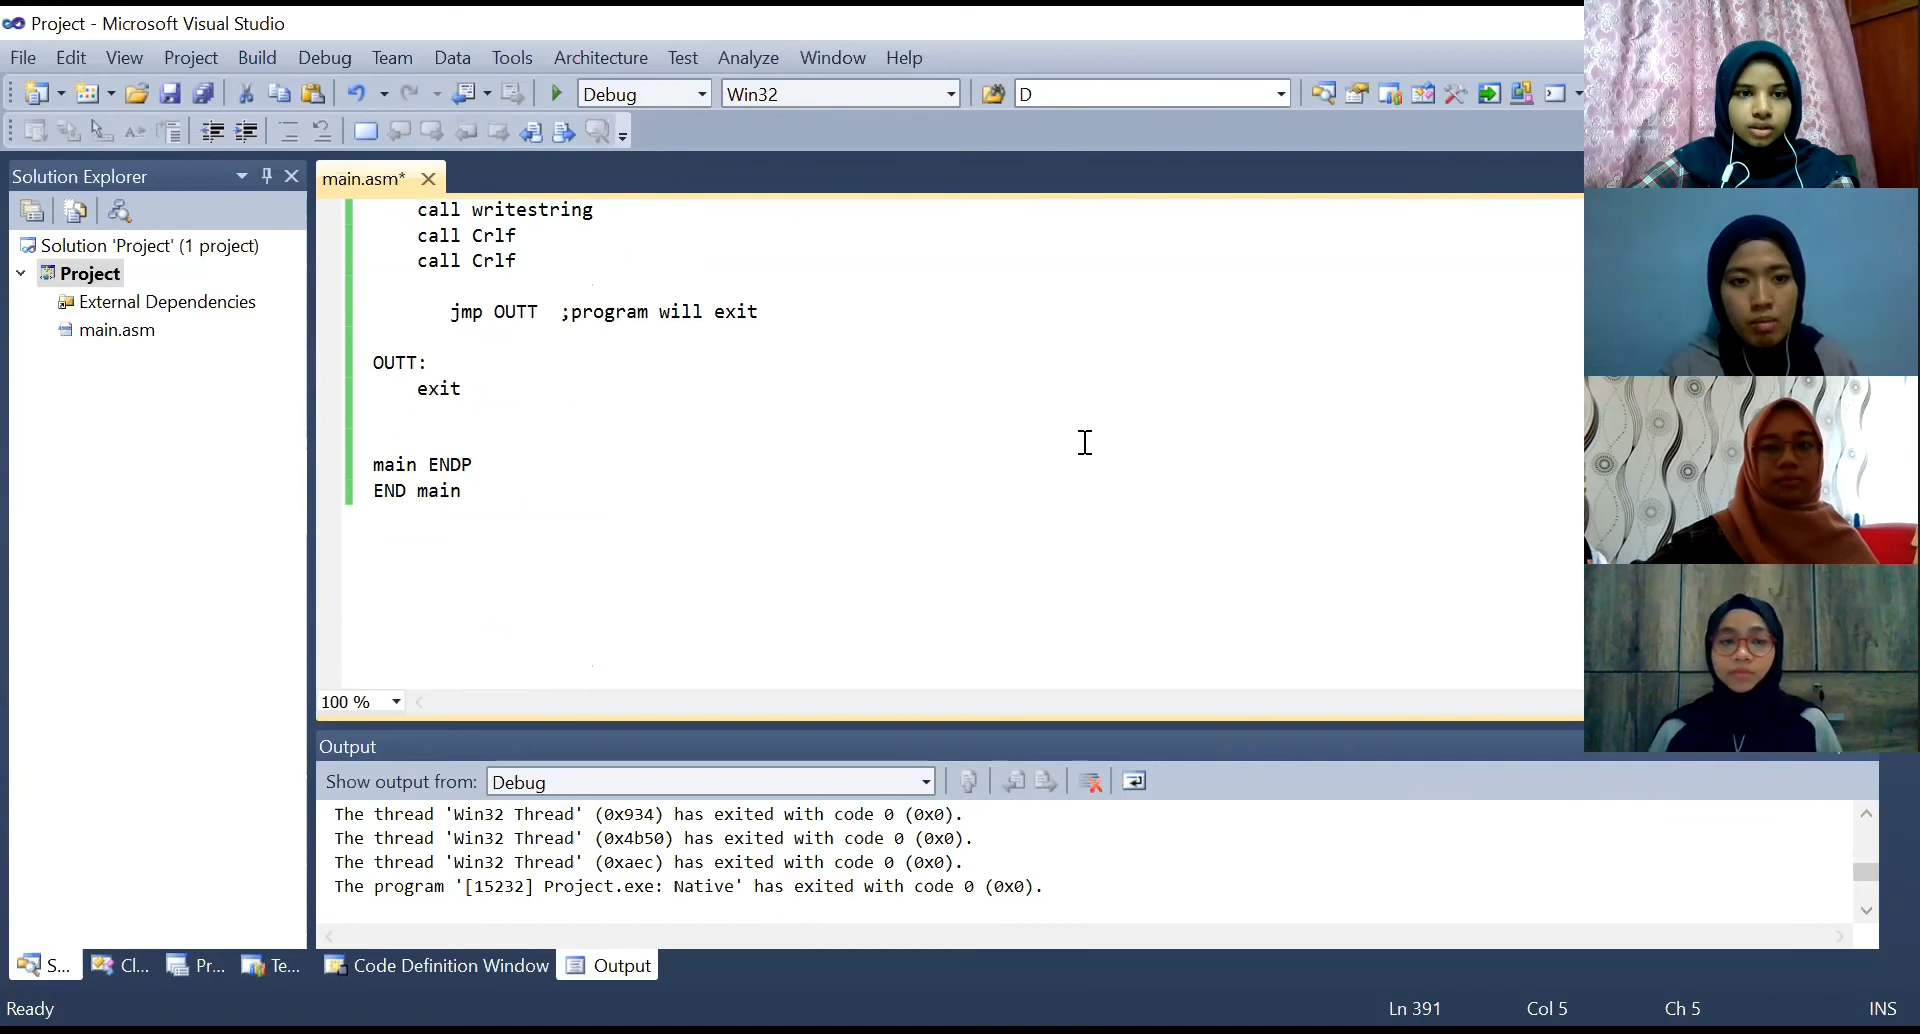 Project - Microsoft Visual Studio
File Edit View Project Build Debug Team Data Tools Architecture Test Analyze Window Help
Debug Win32 D
Solution Explorer
Solution 'Project' (1 project)
Project
External Dependencies
main.asm
main.asm*
call writestring
call Crlf
call Crlf
jmp OUTT ;program will exit
OUTT:
exit
main ENDP
END main
100 %
Output
Show output from: Debug
The thread 'Win32 Thread' (0x934) has exited with code 0 (0x0).
The thread 'Win32 Thread' (0x4b50) has exited with code 0 (0x0).
The thread 'Win32 Thread' (0xaec) has exited with code 0 (0x0).
The program '[15232] Project.exe: Native' has exited with code 0 (0x0).
S... Cl... Pr... Te... Code Definition Window Output
Ready Ln 391 Col 5 Ch 5 INS